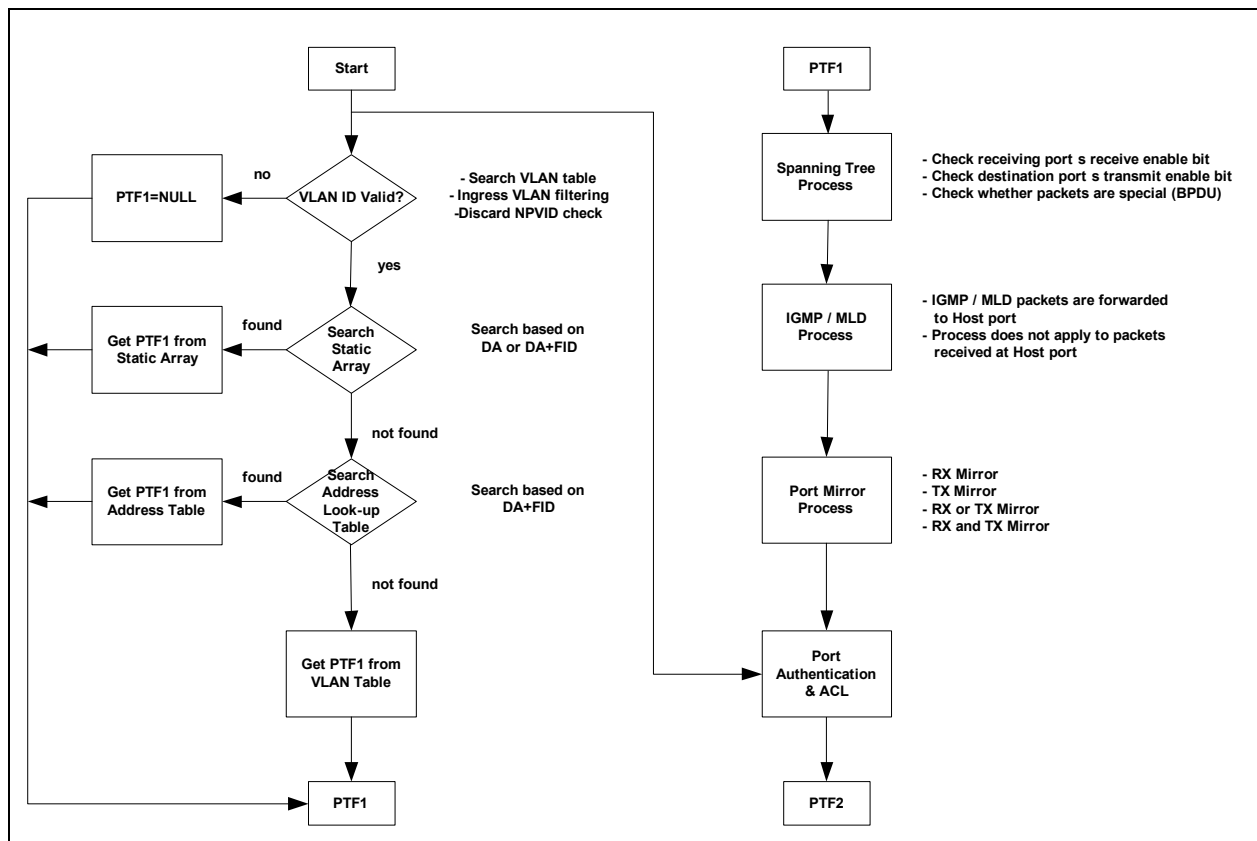 Start
VLAN ID Valid?
no
PTF1=NULL
- Search VLAN table
- Ingress VLAN filtering
-Discard NPVID check
yes
Search
Static
Array
found
Get PTF1 from
Static Array
Search based on
DA or DA+FID
not found
Search
Address
Look-up
Table
found
Get PTF1 from
Address Table
Search based on
DA+FID
not found
Get PTF1 from
VLAN Table
PTF1
PTF1
Spanning Tree
Process
- Check receiving port s receive enable bit
- Check destination port s transmit enable bit
- Check whether packets are special (BPDU)
IGMP / MLD
Process
- IGMP / MLD packets are forwarded
to Host port
- Process does not apply to packets
received at Host port
Port Mirror
Process
- RX Mirror
- TX Mirror
- RX or TX Mirror
- RX and TX Mirror
Port
Authentication
& ACL
PTF2